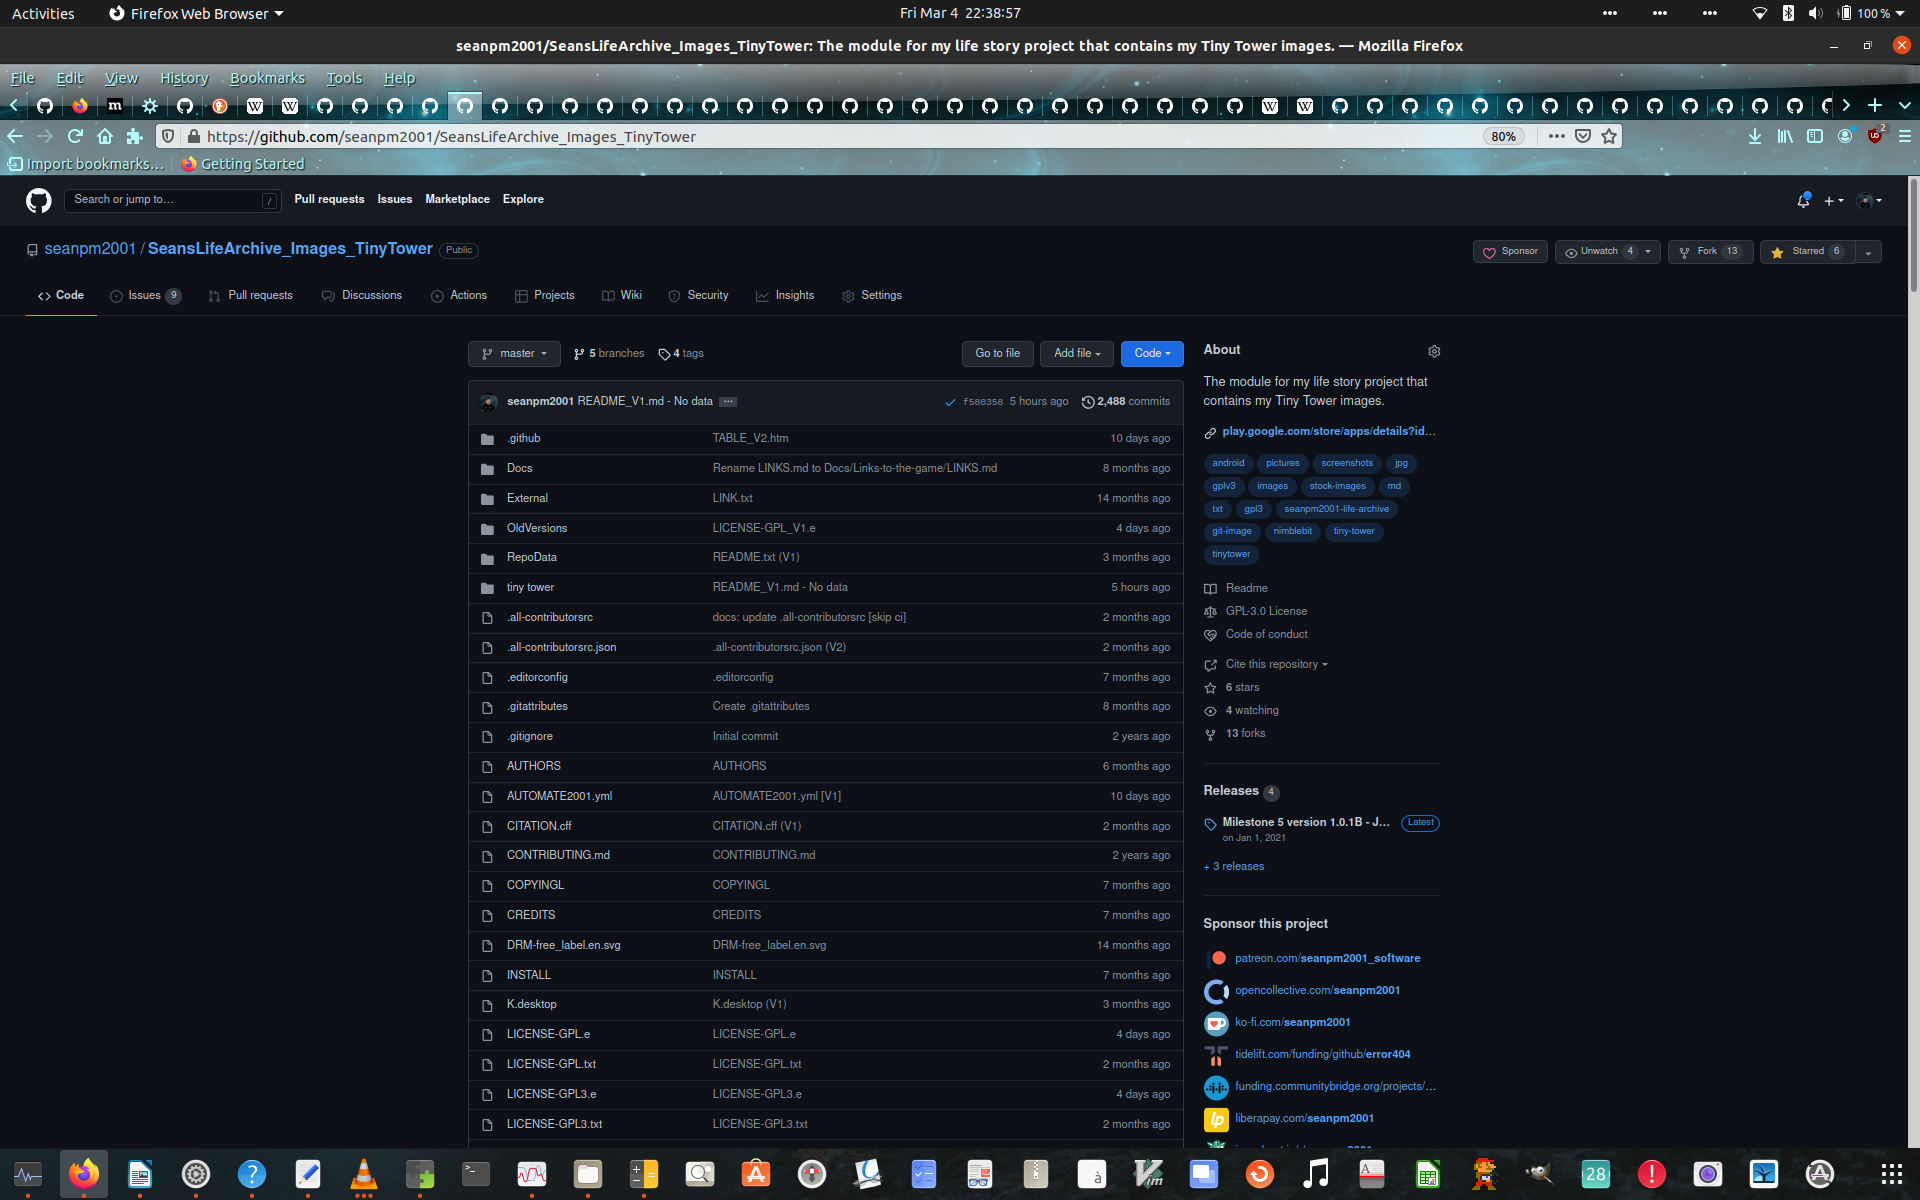 Activities
Firefox Web Browser
Fri Mar 4 22:38:57
100 %
seanpm2001/SeansLifeArchive_Images_TinyTower: The module for my life story project that contains my Tiny Tower images. — Mozilla Firefox
File Edit View History Bookmarks Tools Help
https://github.com/seanpm2001/SeansLifeArchive_Images_TinyTower
80%
2
Import bookmarks…
Getting Started
Search or jump to…
/
Pull requests Issues Marketplace Explore
seanpm2001 / SeansLifeArchive_Images_TinyTower Public
Sponsor
Unwatch 4
Fork 13
Starred 6
Code
Issues 9
Pull requests
Discussions
Actions
Projects
Wiki
Security
Insights
Settings
master
5 branches
4 tags
Go to file
Add file
Code
seanpm2001 README_V1.md - No data ... f580358 5 hours ago 2,488 commits
.github TABLE_V2.htm 10 days ago
Docs Rename LINKS.md to Docs/Links-to-the-game/LINKS.md 8 months ago
External LINK.txt 14 months ago
OldVersions LICENSE-GPL_V1.e 4 days ago
RepoData README.txt (V1) 3 months ago
tiny tower README_V1.md - No data 5 hours ago
.all-contributorsrc docs: update .all-contributorsrc [skip ci] 2 months ago
.all-contributorsrc.json .all-contributorsrc.json (V2) 2 months ago
.editorconfig .editorconfig 7 months ago
.gitattributes Create .gitattributes 8 months ago
.gitignore Initial commit 2 years ago
AUTHORS AUTHORS 6 months ago
AUTOMATE2001.yml AUTOMATE2001.yml [V1] 10 days ago
CITATION.cff CITATION.cff (V1) 2 months ago
CONTRIBUTING.md CONTRIBUTING.md 2 years ago
COPYINGL COPYINGL 7 months ago
CREDITS CREDITS 7 months ago
DRM-free_label.en.svg DRM-free_label.en.svg 14 months ago
INSTALL INSTALL 7 months ago
K.desktop K.desktop (V1) 3 months ago
LICENSE-GPL.e LICENSE-GPL.e 4 days ago
LICENSE-GPL.txt LICENSE-GPL.txt 2 months ago
LICENSE-GPL3.e LICENSE-GPL3.e 4 days ago
LICENSE-GPL3.txt LICENSE-GPL3.txt 2 months ago
About
The module for my life story project that
contains my Tiny Tower images.
play.google.com/store/apps/details?id…
android pictures screenshots jpg
gplv3 images stock-images md
txt gpl3 seanpm2001-life-archive
git-image nimblebit tiny-tower
tinytower
Readme
GPL-3.0 License
Code of conduct
Cite this repository
6 stars
4 watching
13 forks
Releases 4
Milestone 5 version 1.0.1B - J… Latest
on Jan 1, 2021
+ 3 releases
Sponsor this project
patreon.com/seanpm2001_software
opencollective.com/seanpm2001
ko-fi.com/seanpm2001
tidelift.com/funding/github/error404
funding.communitybridge.org/projects/…
liberapay.com/seanpm2001
28